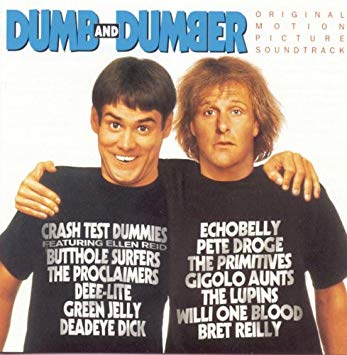 DUMB AND DUMBER
ORIGINAL
MOTION
PICTURE
SOUNDTRACK
CRASH TEST DUMMIES
FEATURING ELLEN REID
BUTTHOLE SURFERS
THE PROCLAIMERS
DEEE-LITE
GREEN JELLY
DEADEYE DICK
ECHOBELLY
PETE DROGE
THE PRIMITIVES
GIGOLO AUNTS
THE LUPINS
WILLI ONE BLOOD
BRET REILLY